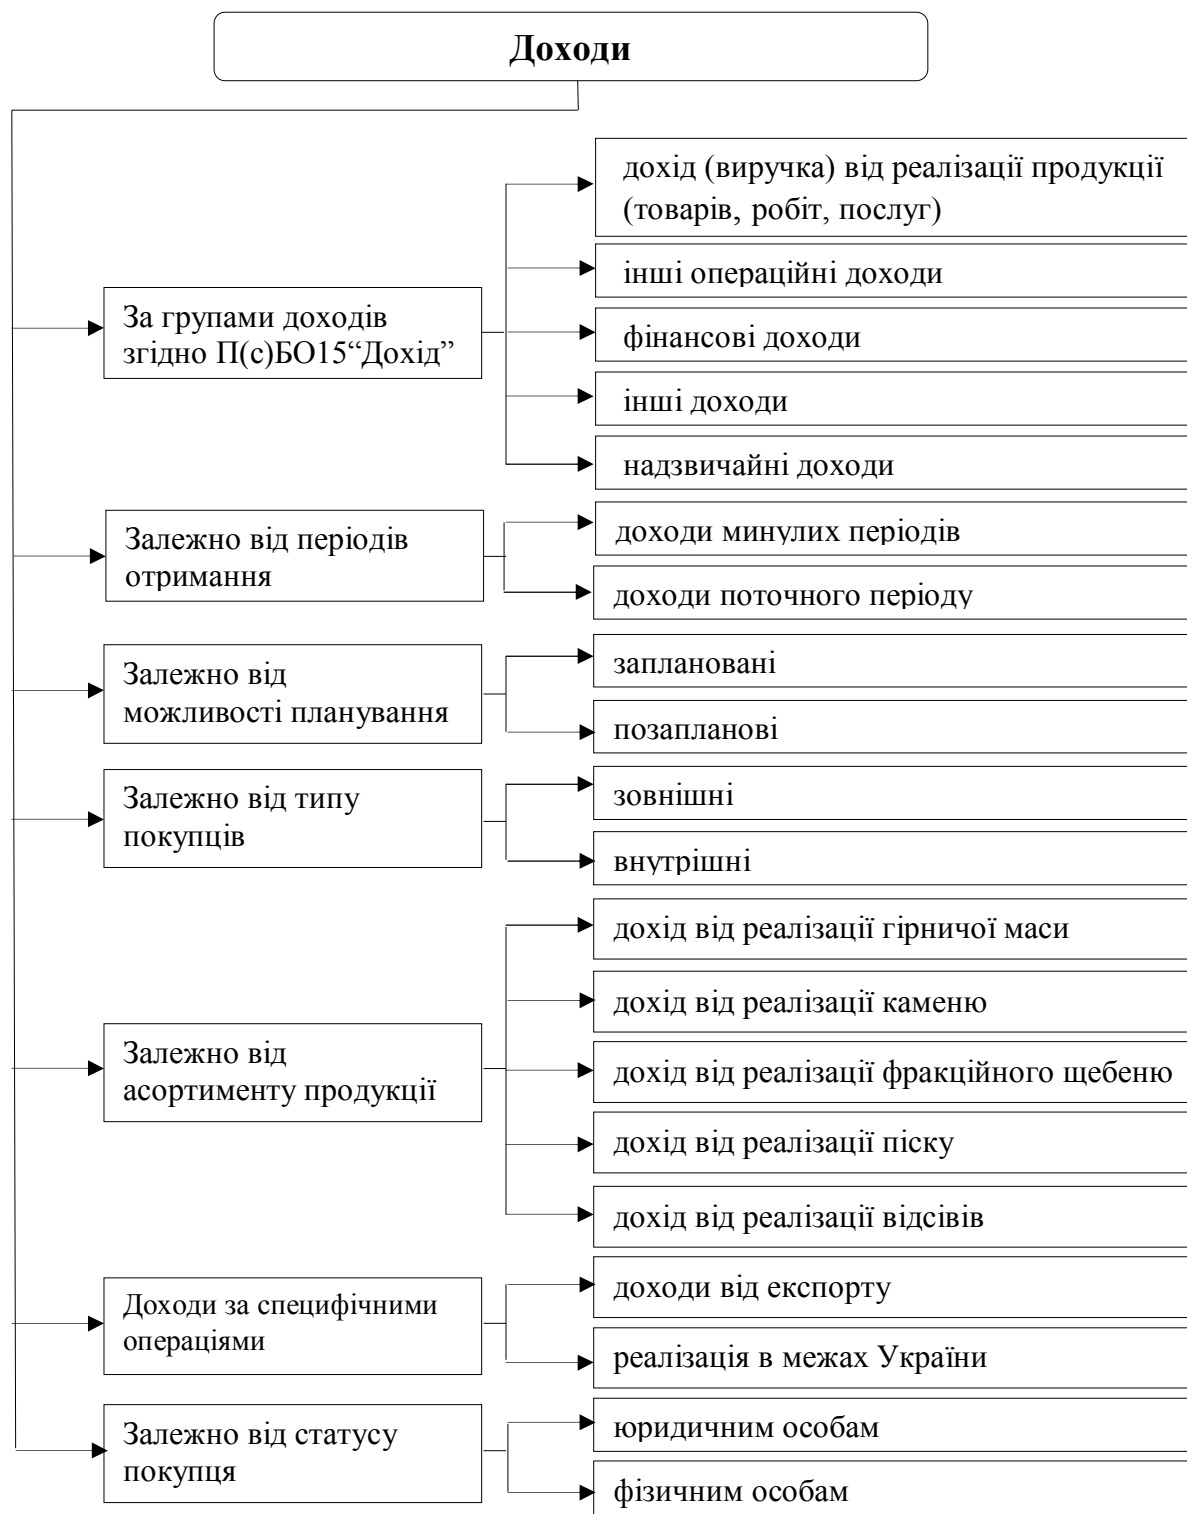 Доходи
За групами доходів
згідно П(с)БО15“Дохід”
дохід (виручка) від реалізації продукції
(товарів, робіт, послуг)
інші операційні доходи
фінансові доходи
інші доходи
надзвичайні доходи
Залежно від періодів
отримання
доходи минулих періодів
доходи поточного періоду
Залежно від
можливості планування
заплановані
позапланові
Залежно від типу
покупців
зовнішні
внутрішні
Залежно від
асортименту продукції
дохід від реалізації гірничої маси
дохід від реалізації каменю
дохід від реалізації фракційного щебеню
дохід від реалізації піску
дохід від реалізації відсівів
Доходи за специфічними
операціями
доходи від експорту
реалізація в межах України
Залежно від статусу
покупця
юридичним особам
фізичним особам